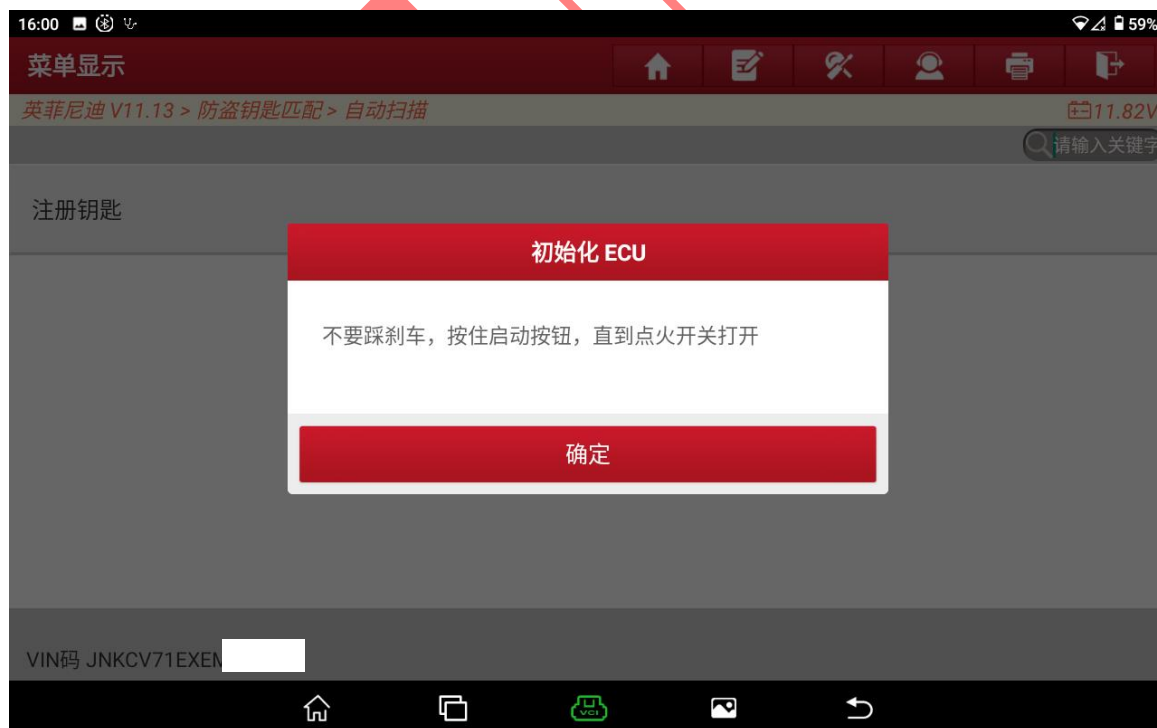 16:00 59%
菜单显示
英菲尼迪 V11.13 > 防盗钥匙匹配 > 自动扫描 11.82V
请输入关键字
注册钥匙
初始化 ECU
不要踩刹车，按住启动按钮，直到点火开关打开
确定
VIN码 JNKCV71EXEM
VCI